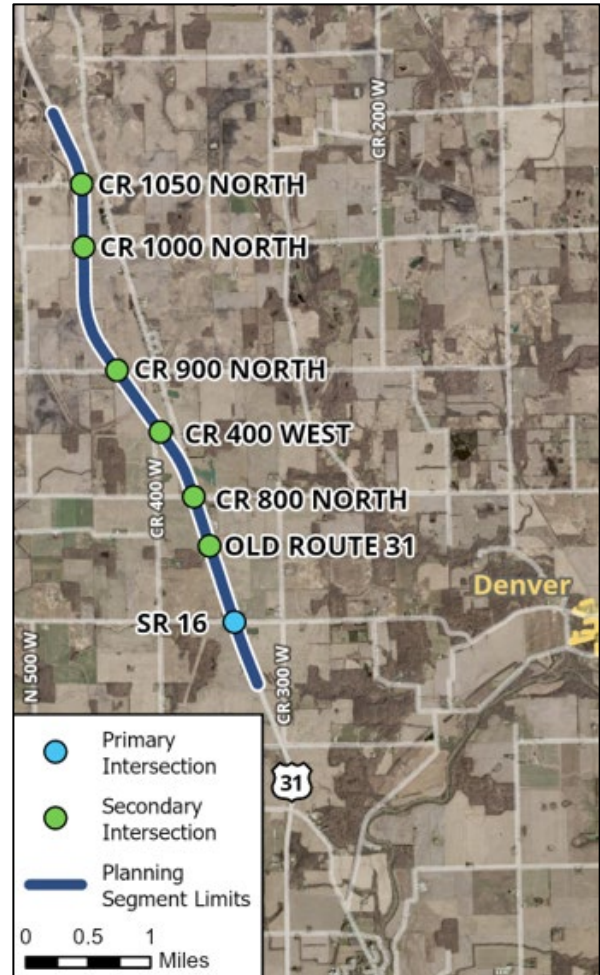 CR 200 W
CR 1050 NORTH
CR 1000 NORTH
CR 900 NORTH
CR 400 WEST
CR 400 W
CR 800 NORTH
OLD ROUTE 31
Denver
SR 16
N 500 W
CR 300 W
31
Primary
Intersection
Secondary
Intersection
Planning
Segment Limits
0 0.5 1
Miles